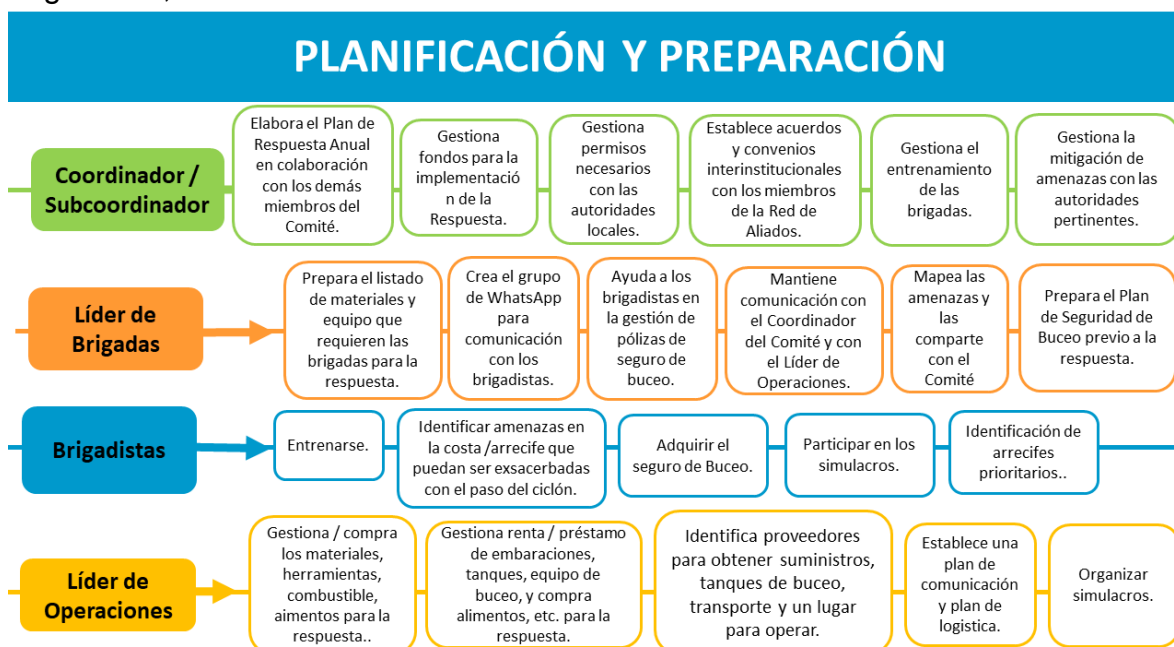 PLANIFICACIÓN Y PREPARACIÓN
Coordinador /
Subcoordinador
Elabora el Plan de
Respuesta Anual
en colaboración
con los demás
miembros del
Comité.
Gestiona
fondos para la
implementació
n de la
Respuesta.
Gestiona
permisos
necesarios
con las
autoridades
locales.
Establece acuerdos
y convenios
interinstitucionales
con los miembros
de la Red de
Aliados.
Gestiona el
entrenamiento
de las
brigadas.
Gestiona la
mitigación de
amenazas con las
autoridades
pertinentes.
Líder de
Brigadas
Prepara el listado
de materiales y
equipo que
requieren las
brigadas para la
respuesta.
Crea el grupo
de WhatsApp
para
comunicación
con los
brigadistas.
Ayuda a los
brigadistas en
la gestión de
pólizas de
seguro de
buceo.
Mantiene
comunicación con
el Coordinador
del Comité y con
el Líder de
Operaciones.
Mapea las
amenazas y
las
comparte
con el
Comité
Prepara el Plan
de Seguridad de
Buceo previo a la
respuesta.
Brigadistas
Entrenarse.
Identificar amenazas en
la costa /arrecife que
puedan ser exsacerbadas
con el paso del ciclón.
Adquirir el
seguro de Buceo.
Participar en los
simulacros.
Identificación de
arrecifes
prioritarios..
Líder de
Operaciones
Gestiona / compra
los materiales,
herramientas,
combustible,
aimentos para la
respuesta..
Gestiona renta / préstamo
de embaraciones,
tanques, equipo de
buceo, y compra
alimentos, etc. para la
respuesta.
Identifica proveedores
para obtener suministros,
tanques de buceo,
transporte y un lugar
para operar.
Establece una
plan de
comunicación
y plan de
logistica.
Organizar
simulacros.